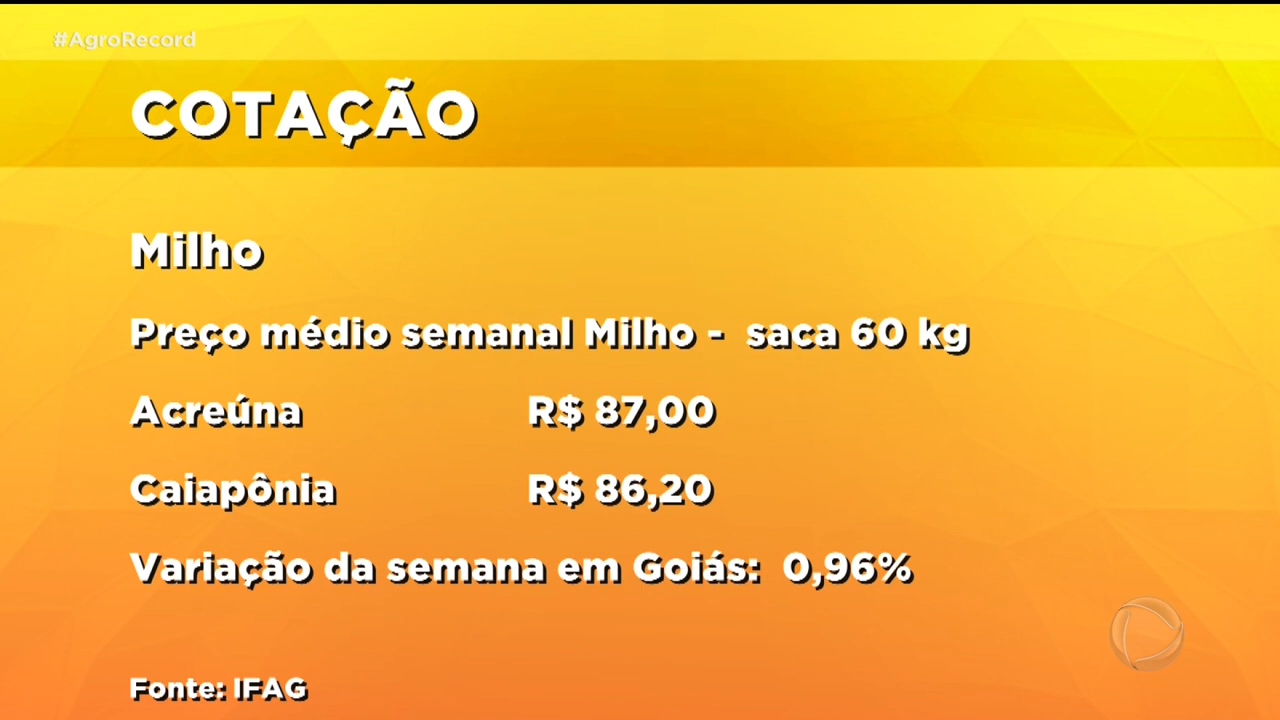 #AgroRecord
COTAÇÃO
Milho
Preço médio semanal Milho - saca 60 kg
Acreúna R$ 87,00
Caiapônia R$ 86,20
Variação da semana em Goiás: 0,96%
Fonte: IFAG